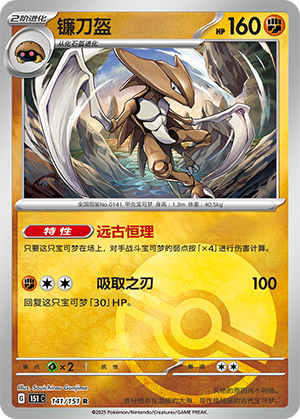 2阶进化
镰刀盔
HP 160
从化石盔进化
全国图鉴No.0141 甲壳宝可梦 身高:1.3m 体重:40.5kg
特性 远古恒理
只要这只宝可梦在场上,对手战斗宝可梦的弱点按「×4」进行伤害计算。
吸取之刃 100
回复这只宝可梦「30」HP。
弱点 ×2 抵抗力 撤退
Illus. Souichirou Gunjima
G 151 C 141/151 R
©2025 Pokémon/Nintendo/Creatures/GAME FREAK.